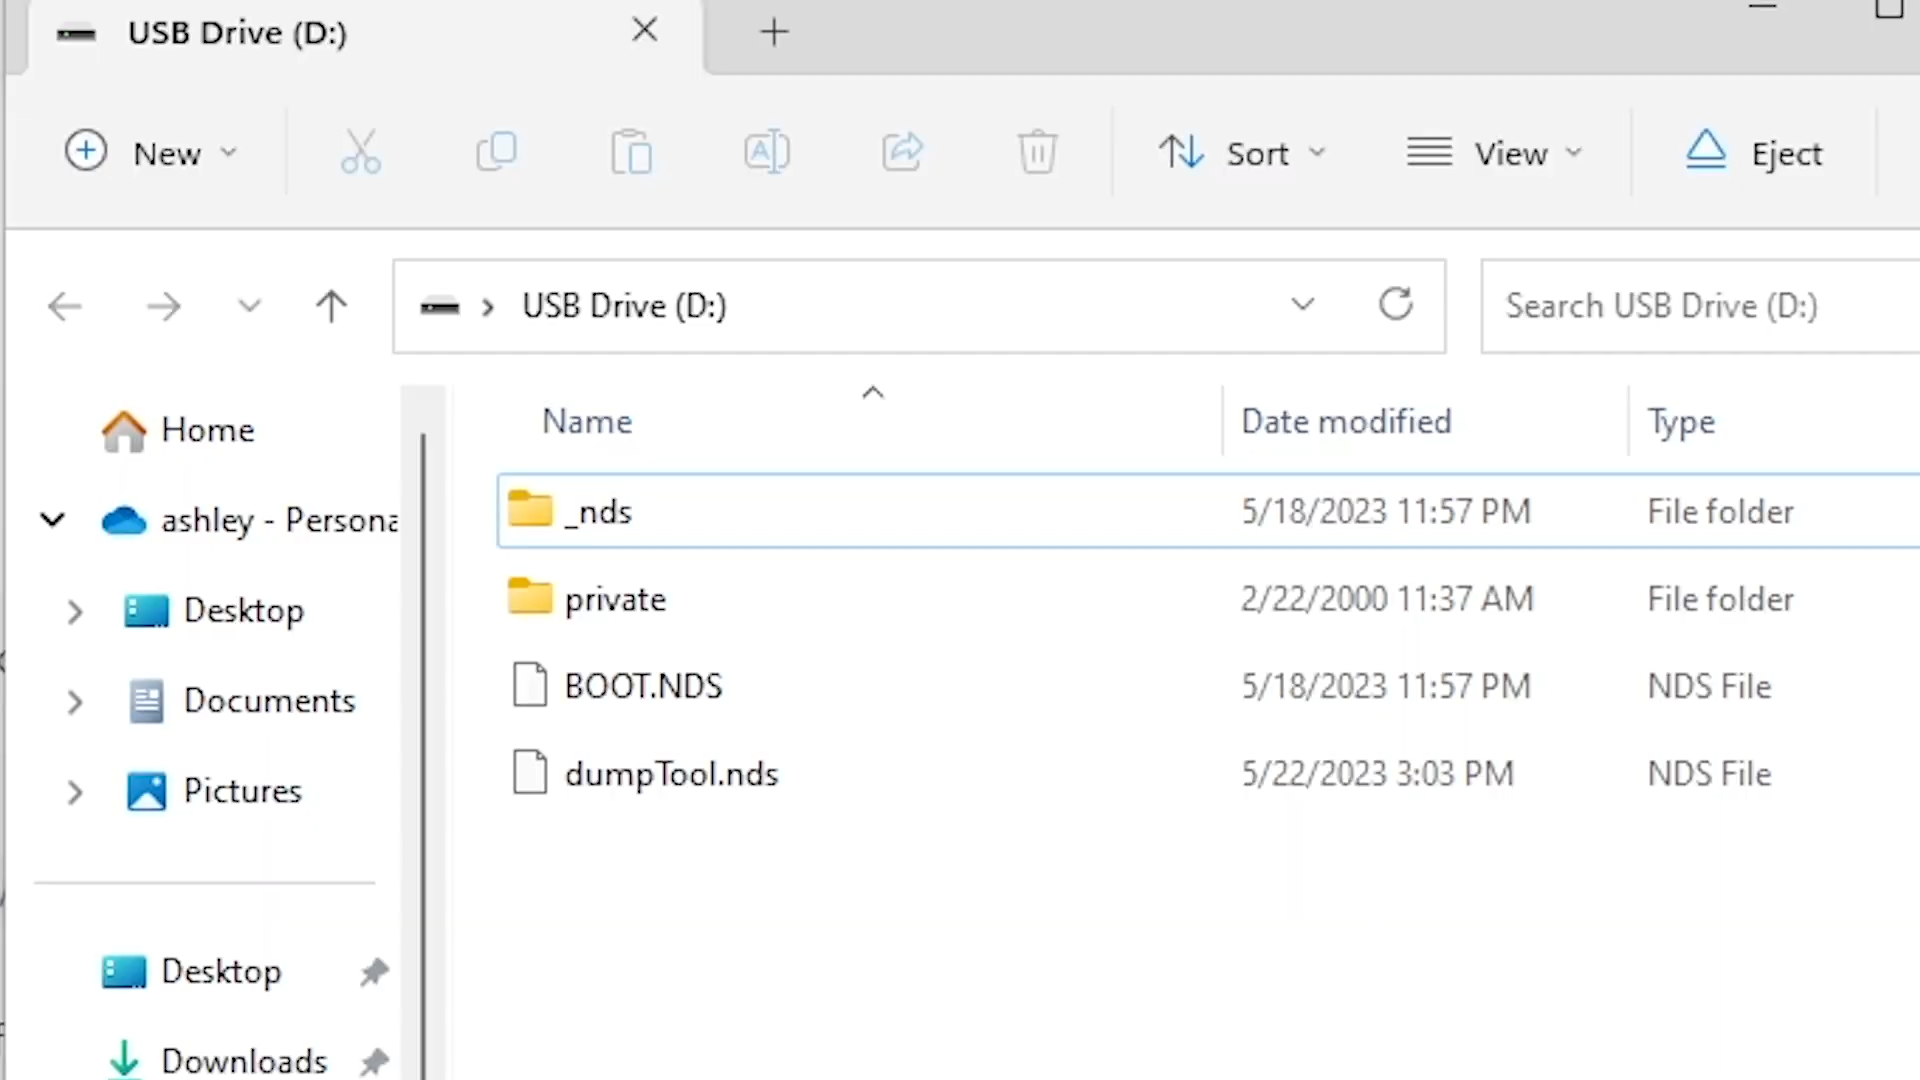 USB Drive (D:)
New
Sort
View
Eject
USB Drive (D:)
Search USB Drive (D:)
Name
Date modified
Type
Home
ashley - Persona
Desktop
Documents
Pictures
Desktop
Downloads
_nds 5/18/2023 11:57 PM File folder
private 2/22/2000 11:37 AM File folder
BOOT.NDS 5/18/2023 11:57 PM NDS File
dumpTool.nds 5/22/2023 3:03 PM NDS File